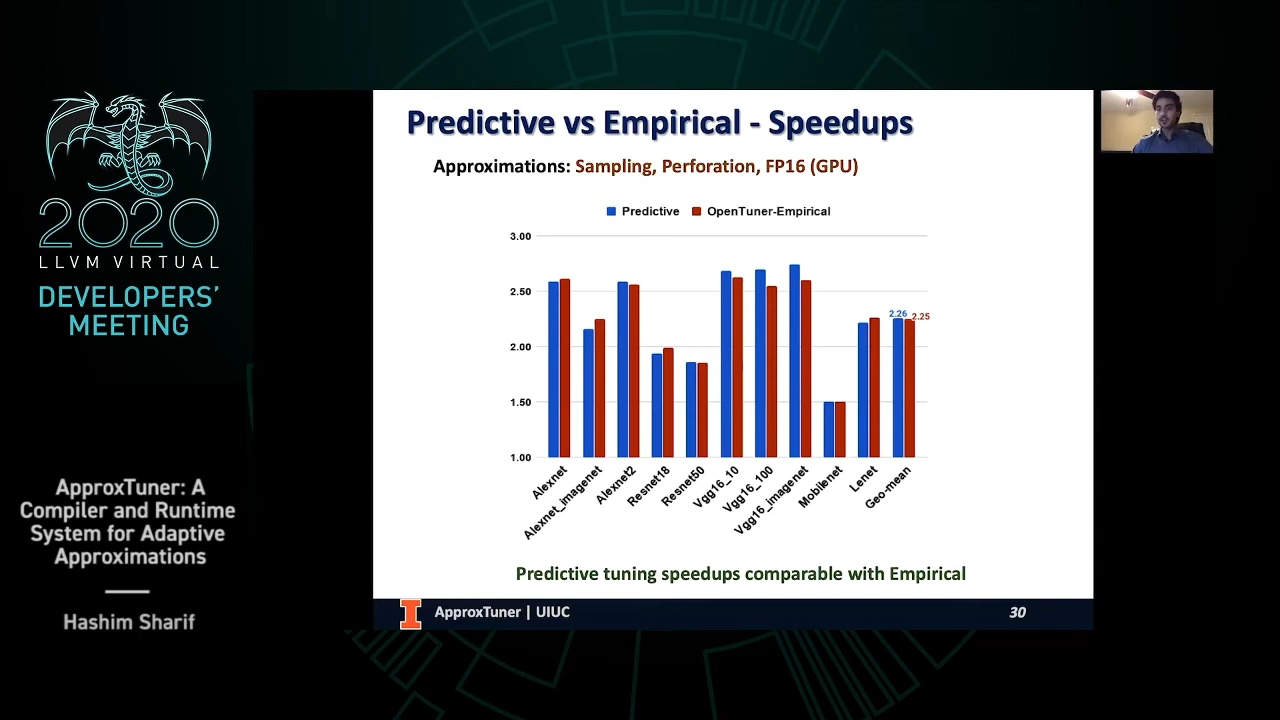 2020
LLVM VIRTUAL
DEVELOPERS'
MEETING
ApproxTuner: A
Compiler and Runtime
System for Adaptive
Approximations
Hashim Sharif
Predictive vs Empirical - Speedups
Approximations: Sampling, Perforation, FP16 (GPU)
Predictive OpenTuner-Empirical
3.00
2.50
2.00
1.50
1.00
2.26 2.25
Alexnet
Alexnet_imagenet
Alexnet2
Resnet18
Resnet50
Vgg16_10
Vgg16_100
Vgg16_imagenet
Mobilenet
Lenet
Geo-mean
Predictive tuning speedups comparable with Empirical
I ApproxTuner | UIUC 30